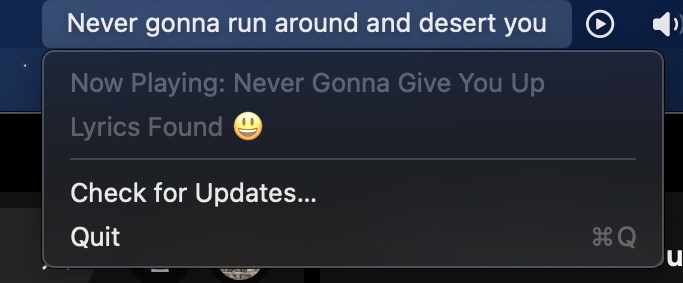 Never gonna run around and desert you
Now Playing: Never Gonna Give You Up
Lyrics Found 😃
Check for Updates...
Quit ⌘Q
u